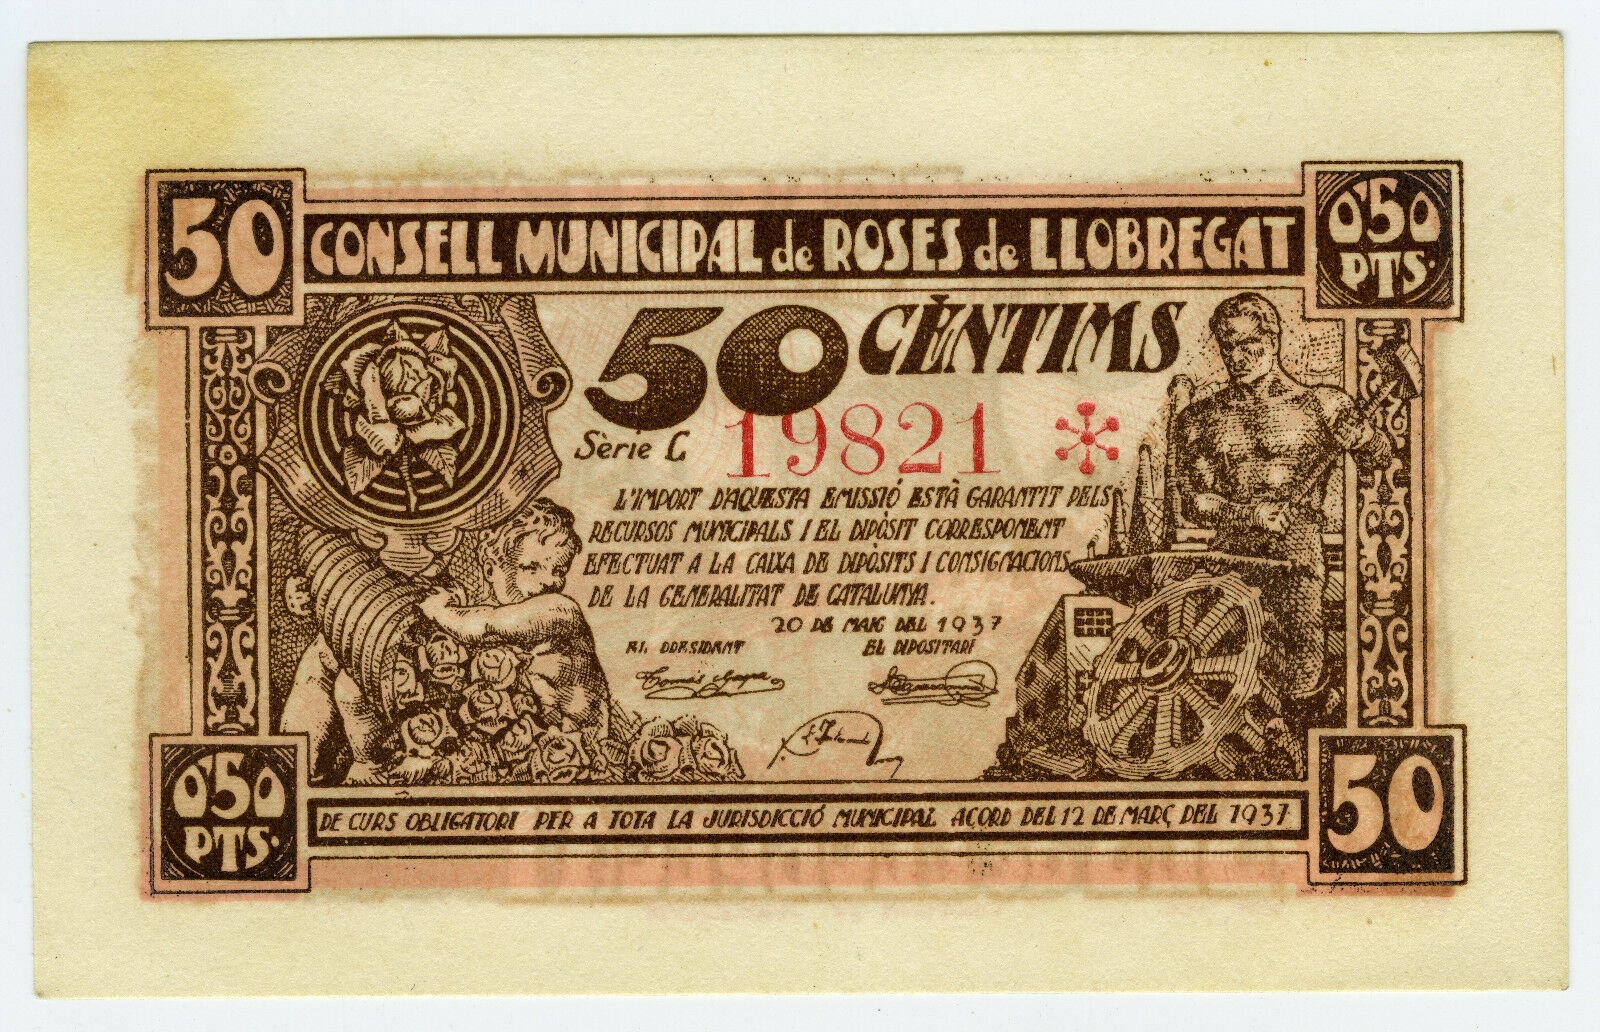 50 CONSELL MUNICIPAL de ROSES de LLOBREGAT 0'50 PTS.
50 CÈNTIMS
Sèrie C 19821
L'IMPORT D'AQUESTA EMISSIÓ ESTÀ GARANTIT PELS
RECURSOS MUNICIPALS I EL DIPÒSIT CORRESPONENT
EFECTUAT A LA CAIXA DE DIPÒSITS I CONSIGNACIONS
DE LA GENERALITAT DE CATALUNYA.
20 DE MAIG DEL 1937
EL PRESIDENT EL DIPOSITARI
0'50 PTS. 50
DE CURS OBLIGATORI PER A TOTA LA JURISDICCIÓ MUNICIPAL ACORD DEL 12 DE MARÇ DEL 1937